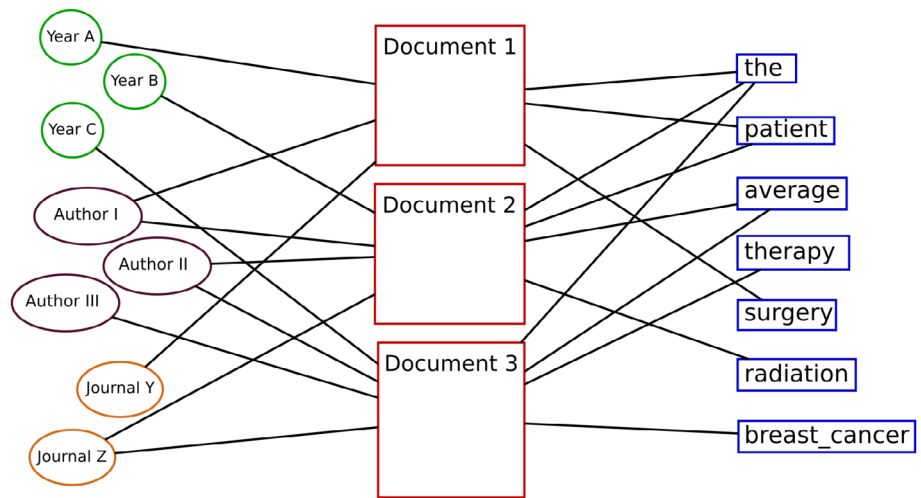 Year A
Year B
Year C
Author I
Author II
Author III
Journal Y
Journal Z
Document 1
Document 2
Document 3
the
patient
average
therapy
surgery
radiation
breast_cancer